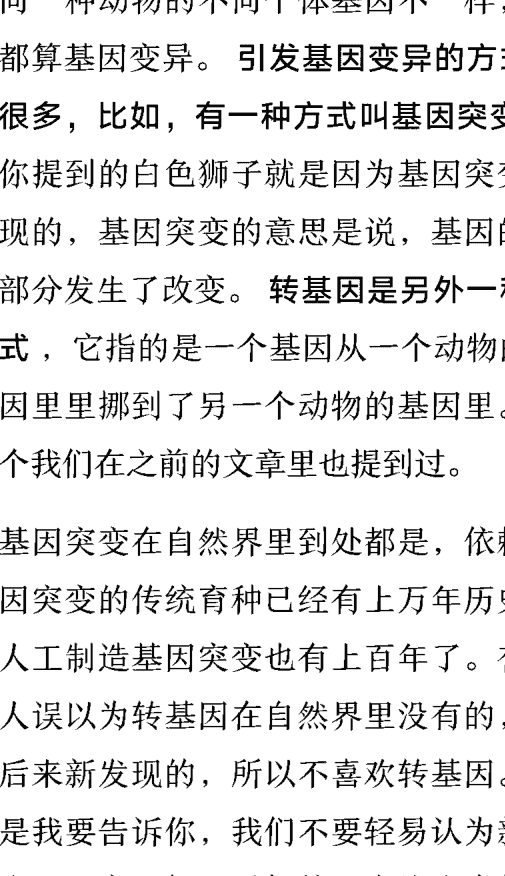 同一种动物的不同个体基因不一样，
都算基因变异。引发基因变异的方式
很多，比如，有一种方式叫基因突变
你提到的白色狮子就是因为基因突变
现的，基因突变的意思是说，基因的
部分发生了改变。转基因是另外一种
式，它指的是一个基因从一个动物的
因里里挪到了另一个动物的基因里。
个我们在之前的文章里也提到过。
基因突变在自然界里到处都是，依赖
因突变的传统育种已经有上万年历史
人工制造基因突变也有上百年了。有
人误以为转基因在自然界里没有的，
后来新发现的，所以不喜欢转基因。
是我要告诉你，我们不要轻易认为新